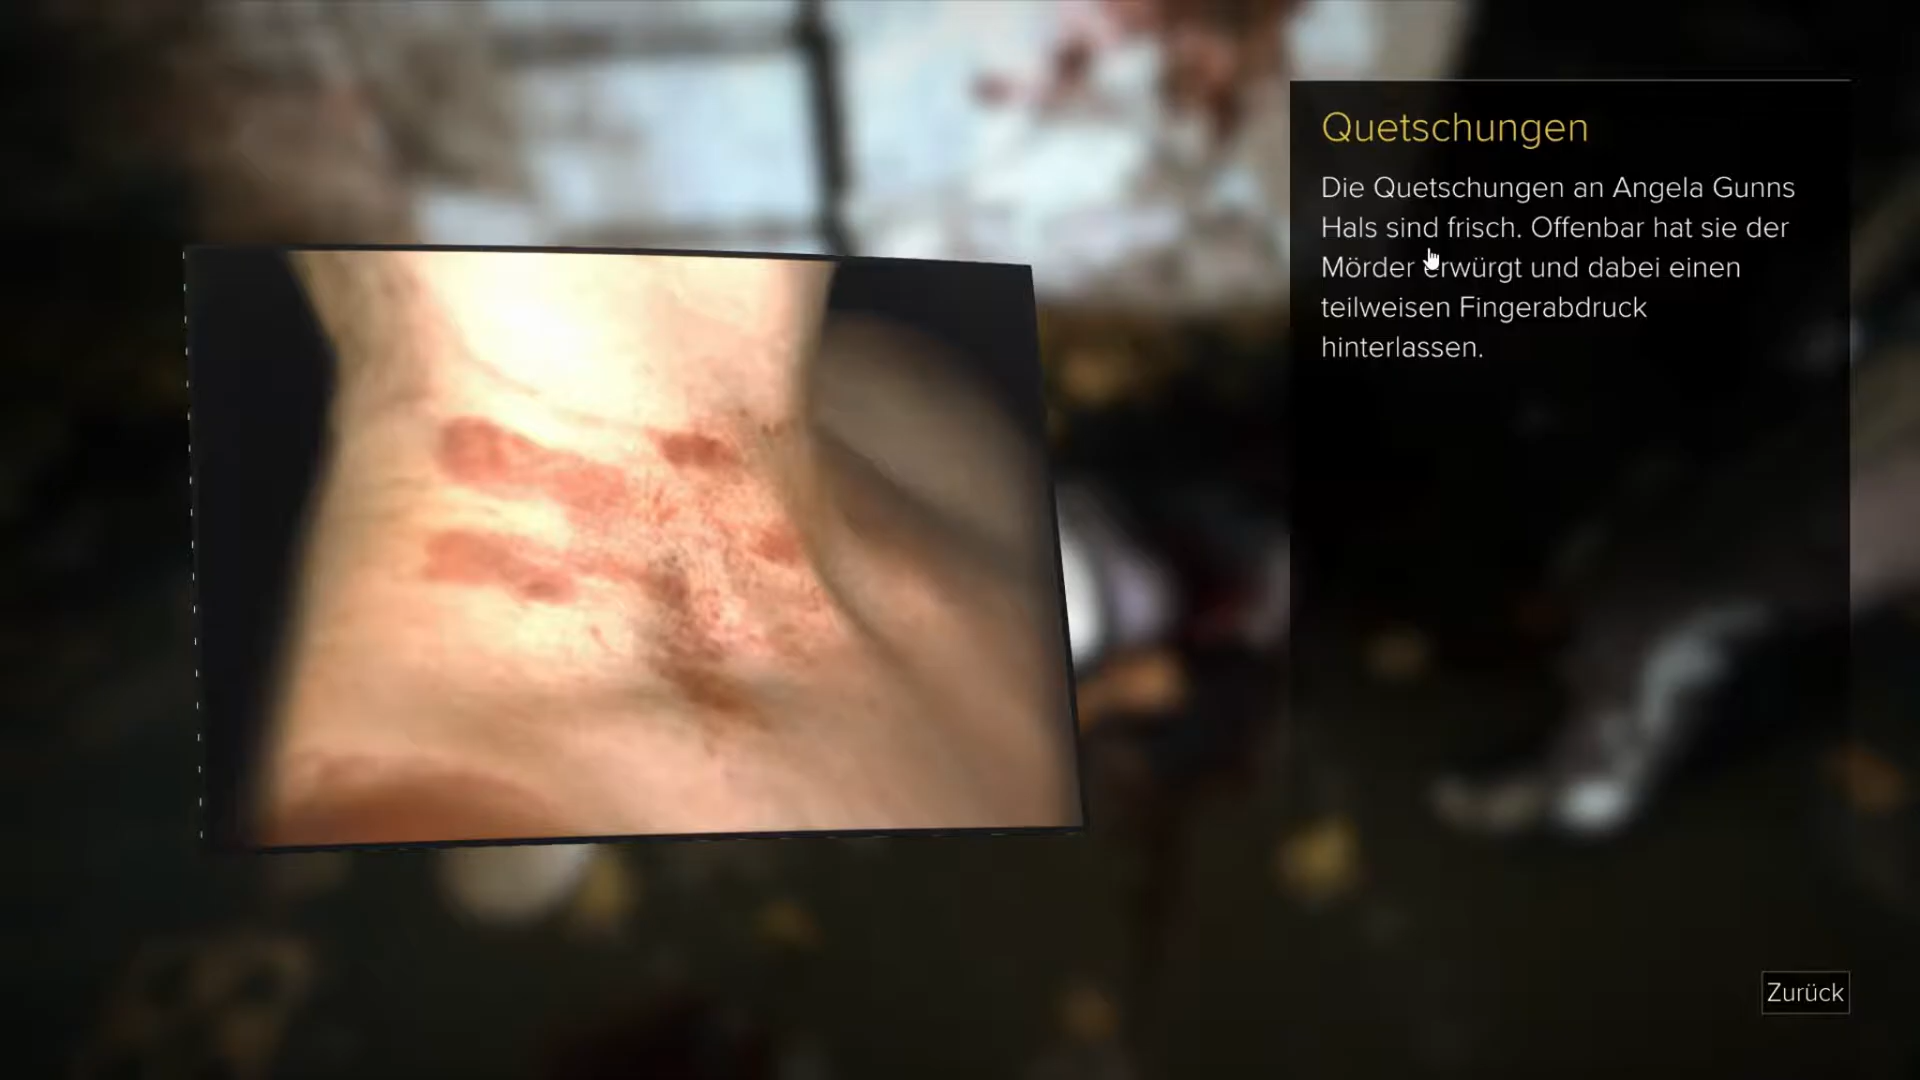 Quetschungen
Die Quetschungen an Angela Gunns
Hals sind frisch. Offenbar hat sie der
Mörder erwürgt und dabei einen
teilweisen Fingerabdruck
hinterlassen.
Zurück